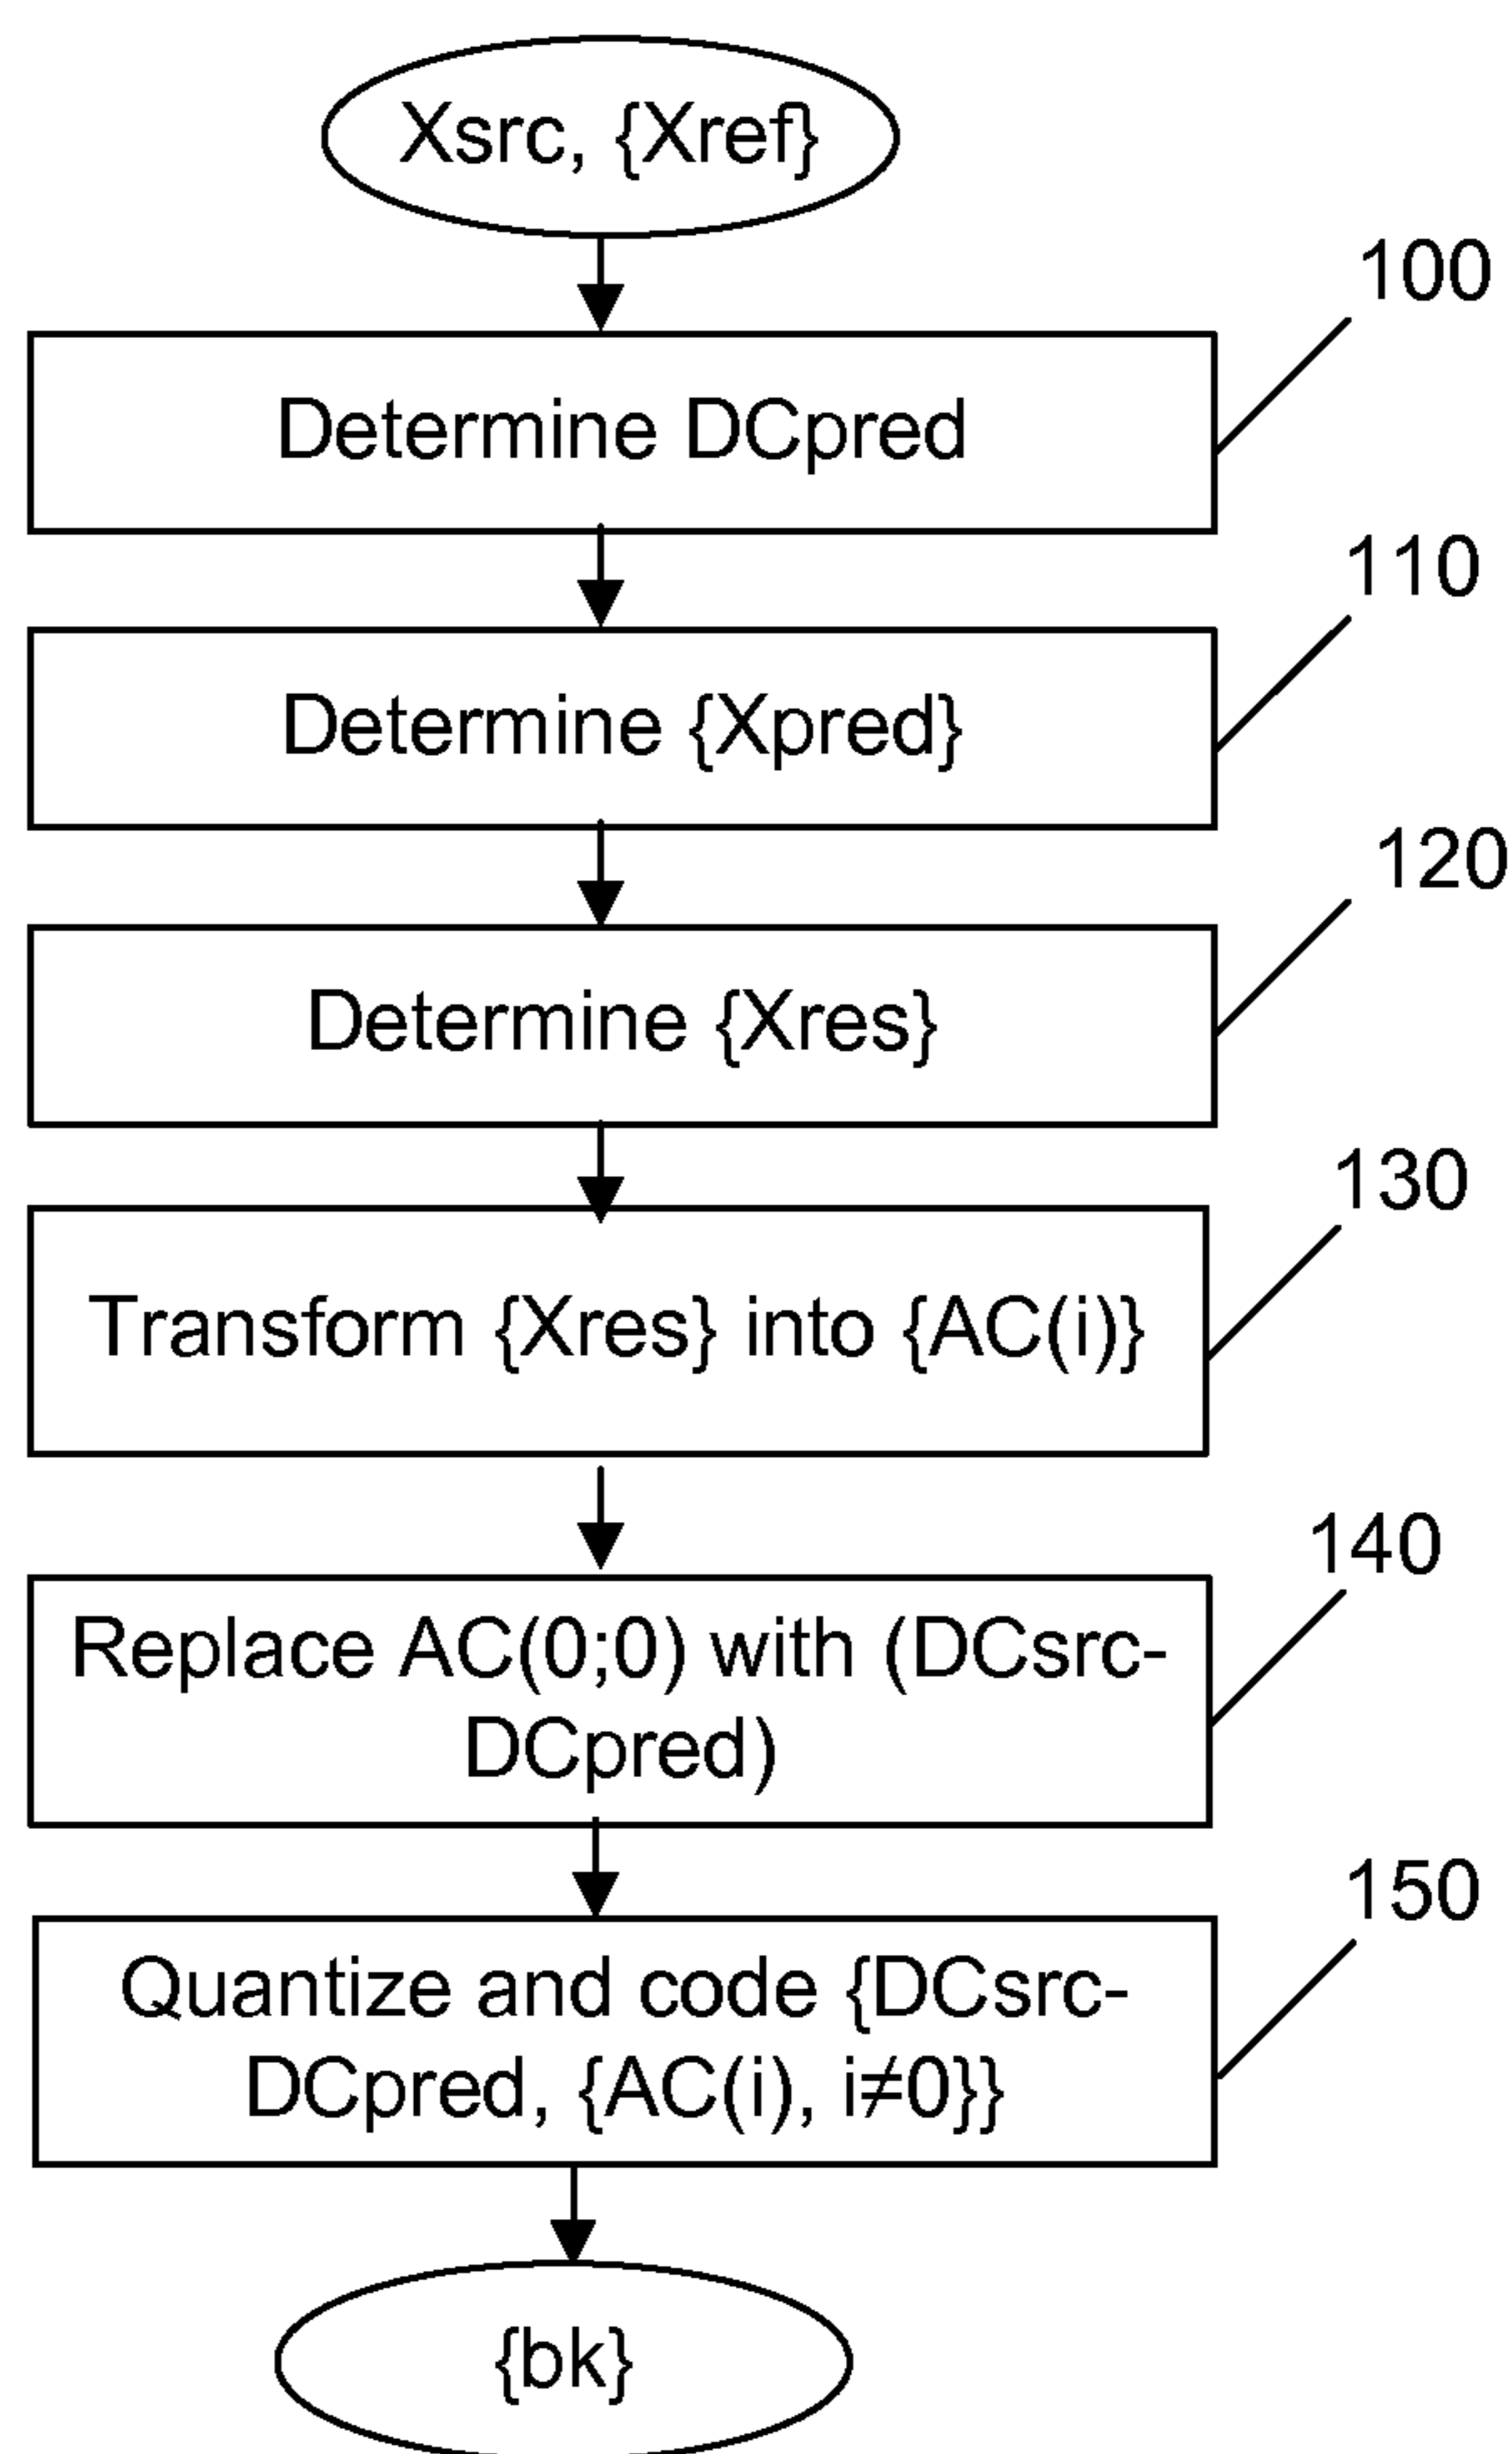 Xsrc, {Xref}
100
Determine DCpred
110
Determine {Xpred}
120
Determine {Xres}
130
Transform {Xres} into {AC(i)}
140
Replace AC(0;0) with (DCsrc-
DCpred)
150
Quantize and code {DCsrc-
DCpred, {AC(i), i≠0}}
{bk}